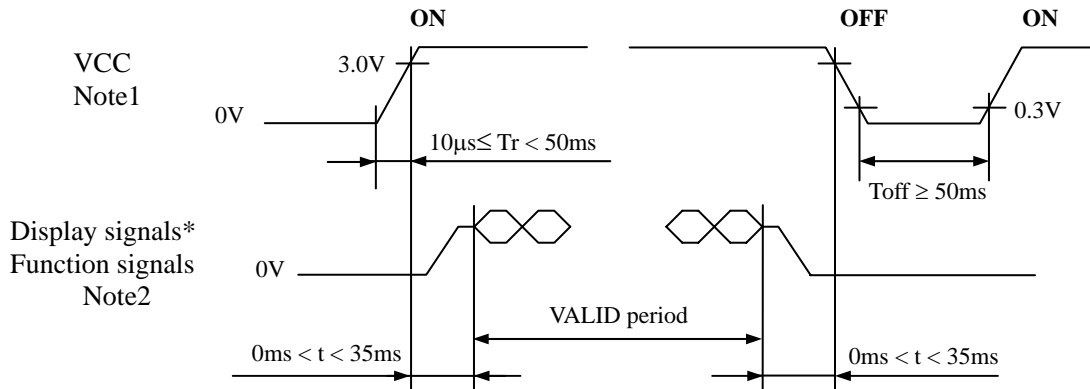 ON
OFF
ON
VCC
Note1
3.0V
0V
0.3V
10μs≤ Tr < 50ms
Toff ≥ 50ms
Display signals*
Function signals
Note2
0V
VALID period
0ms < t < 35ms
0ms < t < 35ms